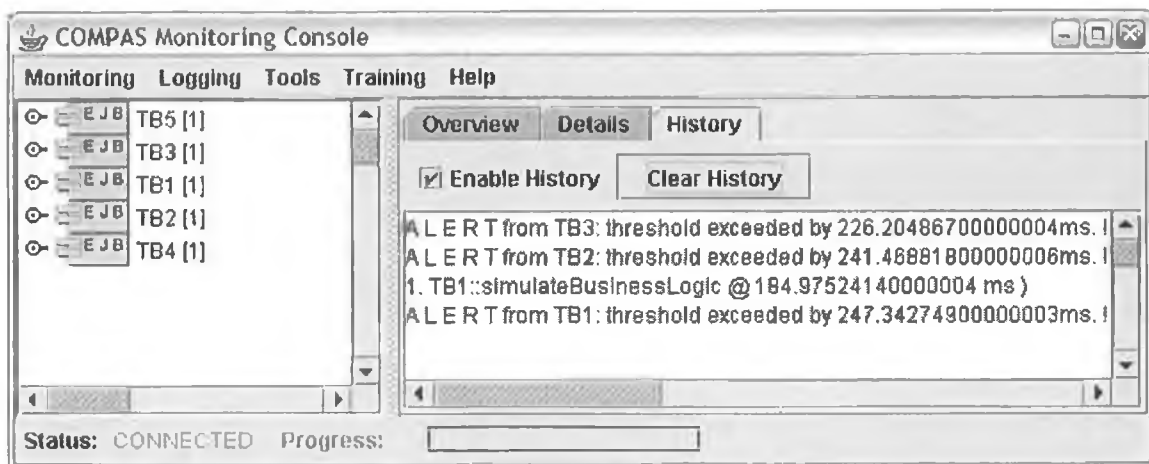 COMPAS Monitoring Console
Monitoring Logging Tools Training Help
EJB TB5 [1]
EJB TB3 [1]
EJB TB1 [1]
EJB TB2 [1]
EJB TB4 [1]
Overview Details History
Enable History Clear History
A L E R T from TB3: threshold exceeded by 226.20486700000004ms.
A L E R T from TB2: threshold exceeded by 241.46881800000006ms.
1. TB1::simulateBusinessLogic @ 184.97524140000004 ms )
A L E R T from TB1: threshold exceeded by 247.34274900000003ms.
Status: CONNECTED Progress: